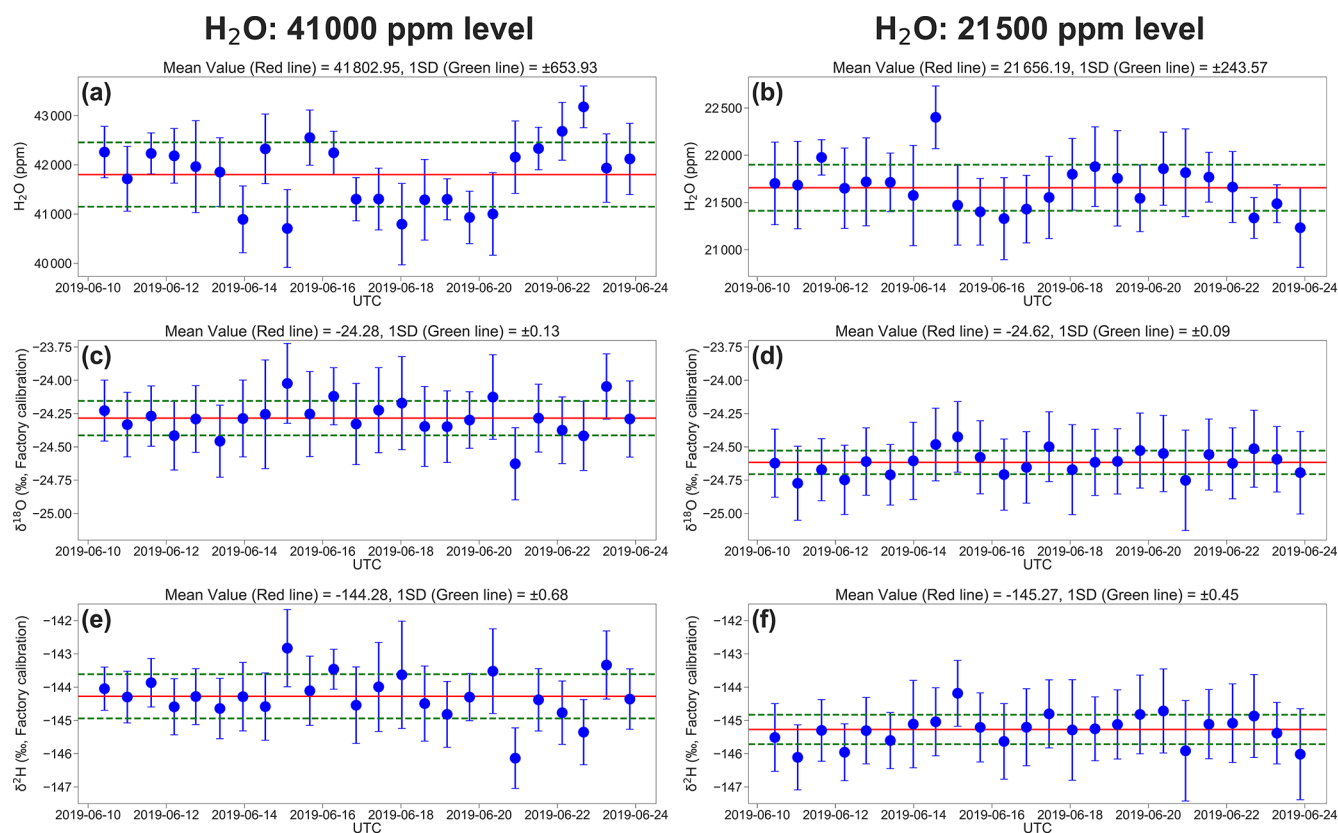 H₂O: 41000 ppm level
H₂O: 21500 ppm level
Mean Value (Red line) = 41802.95, 1SD (Green line) = ±653.93
(a)
H₂O (ppm)
43000
42000
41000
40000
2019-06-10 2019-06-12 2019-06-14 2019-06-16 2019-06-18 2019-06-20 2019-06-22 2019-06-24
UTC
Mean Value (Red line) = 21656.19, 1SD (Green line) = ±243.57
(b)
H₂O (ppm)
22500
22000
21500
21000
2019-06-10 2019-06-12 2019-06-14 2019-06-16 2019-06-18 2019-06-20 2019-06-22 2019-06-24
UTC
Mean Value (Red line) = -24.28, 1SD (Green line) = ±0.13
(c)
δ¹⁸O (‰, Factory calibration)
−23.75
−24.00
−24.25
−24.50
−24.75
−25.00
2019-06-10 2019-06-12 2019-06-14 2019-06-16 2019-06-18 2019-06-20 2019-06-22 2019-06-24
UTC
Mean Value (Red line) = -24.62, 1SD (Green line) = ±0.09
(d)
δ¹⁸O (‰, Factory calibration)
−23.75
−24.00
−24.25
−24.50
−24.75
−25.00
2019-06-10 2019-06-12 2019-06-14 2019-06-16 2019-06-18 2019-06-20 2019-06-22 2019-06-24
UTC
Mean Value (Red line) = -144.28, 1SD (Green line) = ±0.68
(e)
δ²H (‰, Factory calibration)
−142
−143
−144
−145
−146
−147
2019-06-10 2019-06-12 2019-06-14 2019-06-16 2019-06-18 2019-06-20 2019-06-22 2019-06-24
UTC
Mean Value (Red line) = -145.27, 1SD (Green line) = ±0.45
(f)
δ²H (‰, Factory calibration)
−142
−143
−144
−145
−146
−147
2019-06-10 2019-06-12 2019-06-14 2019-06-16 2019-06-18 2019-06-20 2019-06-22 2019-06-24
UTC